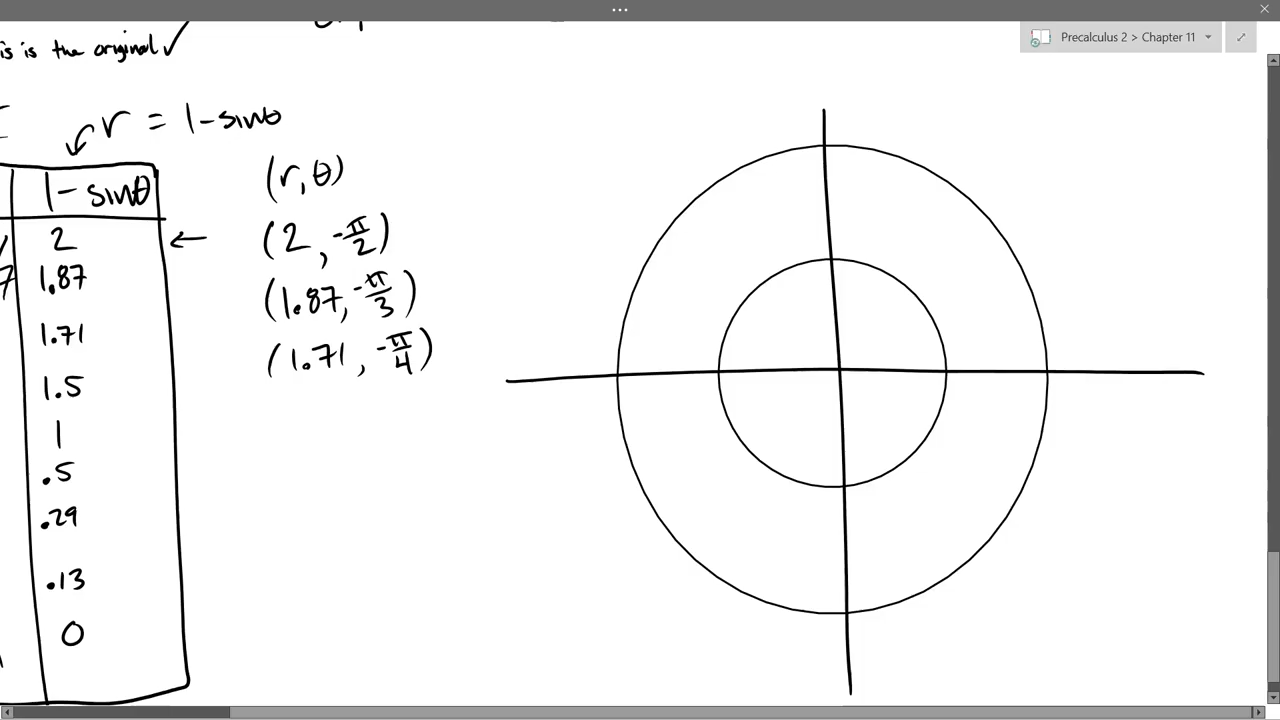 Precalculus 2 > Chapter 11
is is the original ✓
r = 1 - sinθ
(r, θ)
1 - sinθ
2 ← (2, -π/2)
1.87 (1.87, -π/3)
1.71 (1.71, -π/4)
1.5
1
.5
.29
.13
0